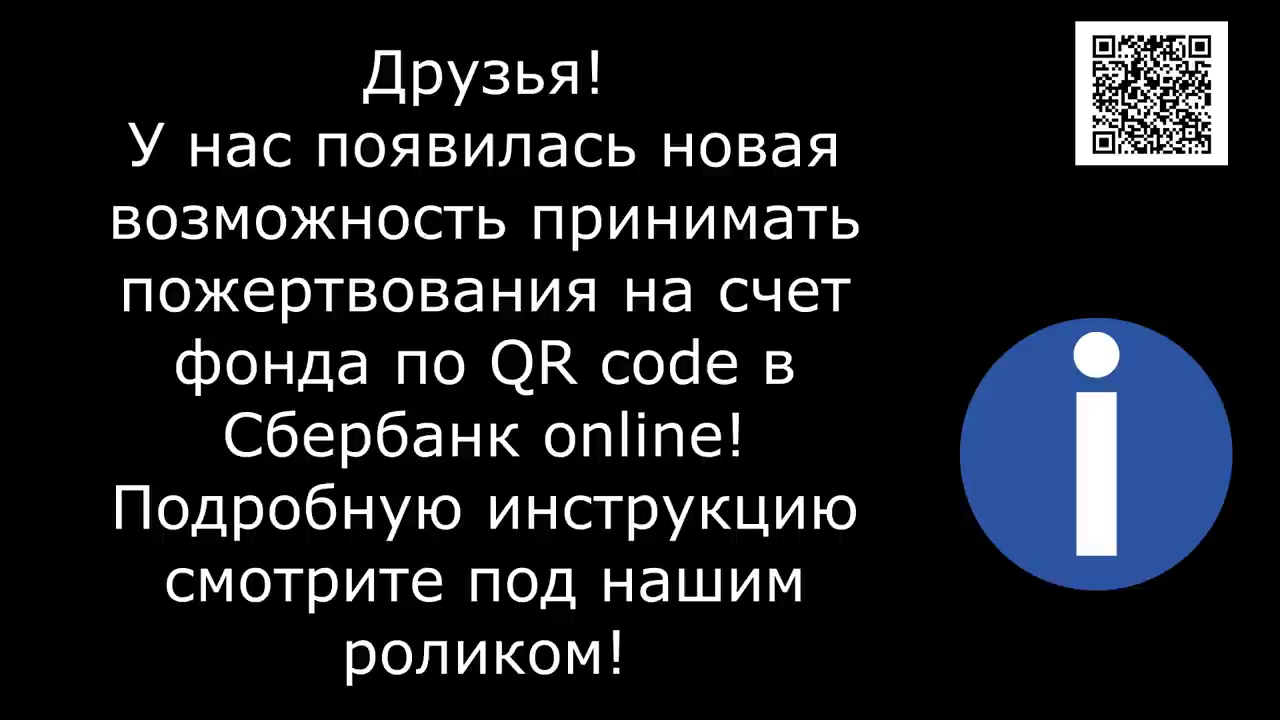 Друзья!
У нас появилась новая
возможность принимать
пожертвования на счет
фонда по QR code в
Сбербанк online!
Подробную инструкцию
смотрите под нашим
роликом!